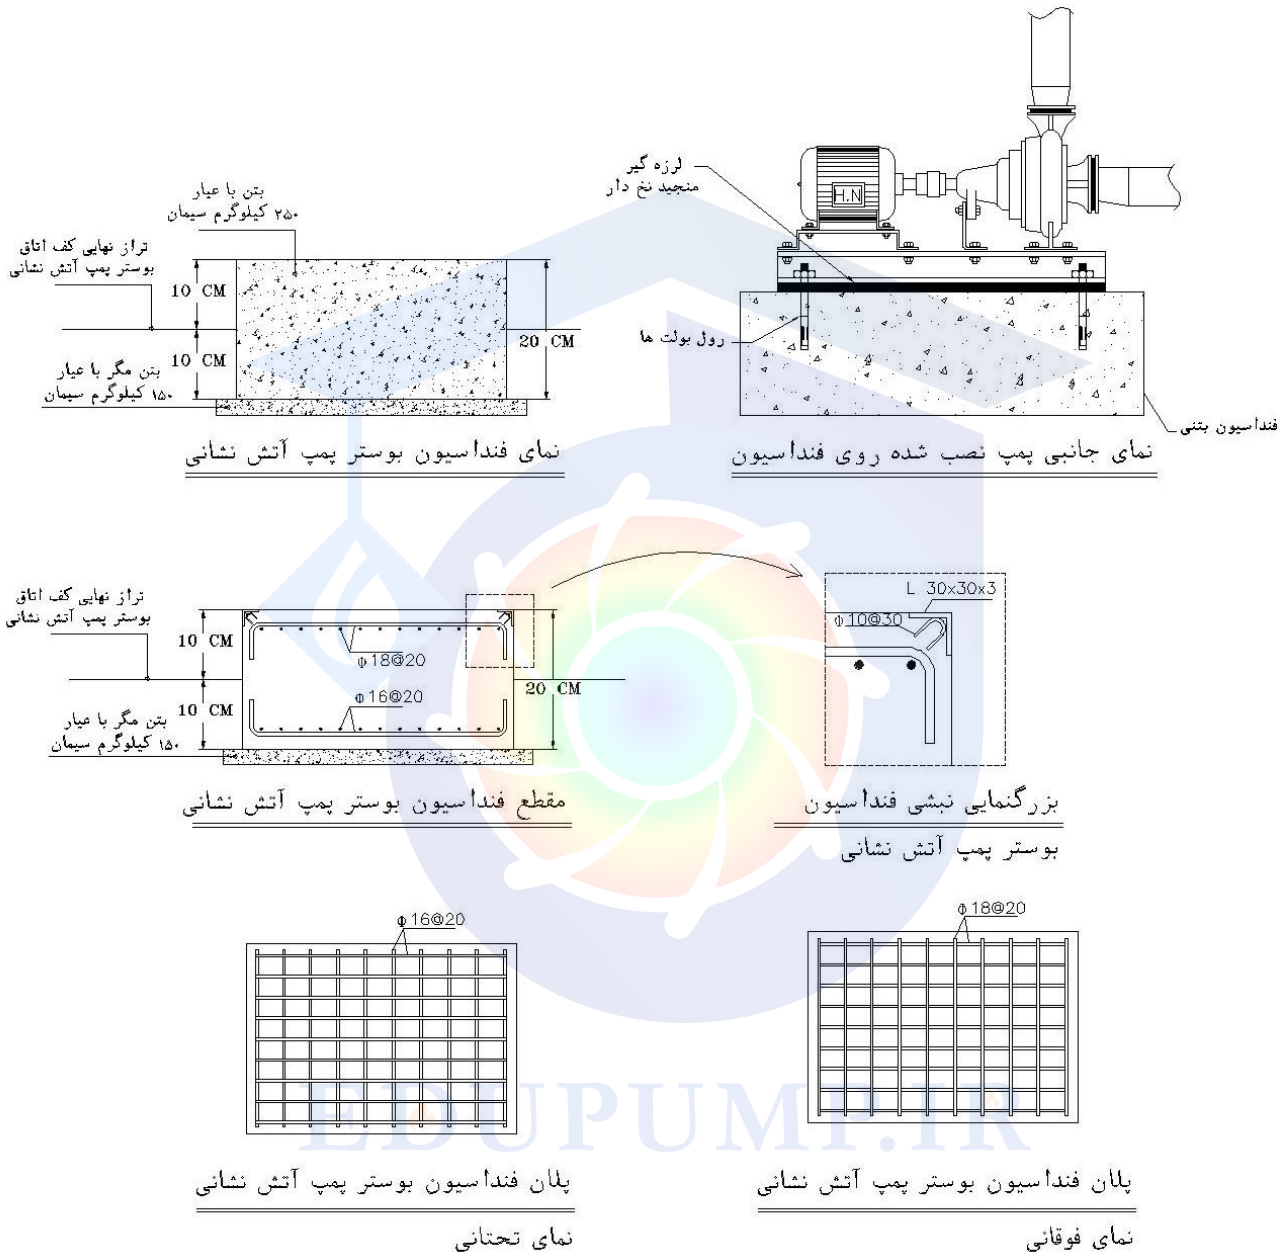 بتن با عیار
۲۵۰ کیلوگرم سیمان
تراز نهایی کف اتاق
بوستر پمپ آتش نشانی
10 CM
10 CM
20 CM
بتن مگر با عیار
۱۵۰ کیلوگرم سیمان
نمای فنداسیون بوستر پمپ آتش نشانی
لرزه گیر
منجید نخ دار
H.N
رول بولت ها
فنداسیون بتنی
نمای جانبی پمپ نصب شده روی فنداسیون
تراز نهایی کف اتاق
بوستر پمپ آتش نشانی
10 CM
Φ18@20
Φ16@20
10 CM
20 CM
بتن مگر با عیار
۱۵۰ کیلوگرم سیمان
مقطع فنداسیون بوستر پمپ آتش نشانی
L 30x30x3
Φ10@30
بزرگنمایی نبشی فنداسیون
بوستر پمپ آتش نشانی
Φ16@20
پلان فنداسیون بوستر پمپ آتش نشانی
نمای تحتانی
Φ18@20
پلان فنداسیون بوستر پمپ آتش نشانی
نمای فوقانی
EDUPUMP.IR